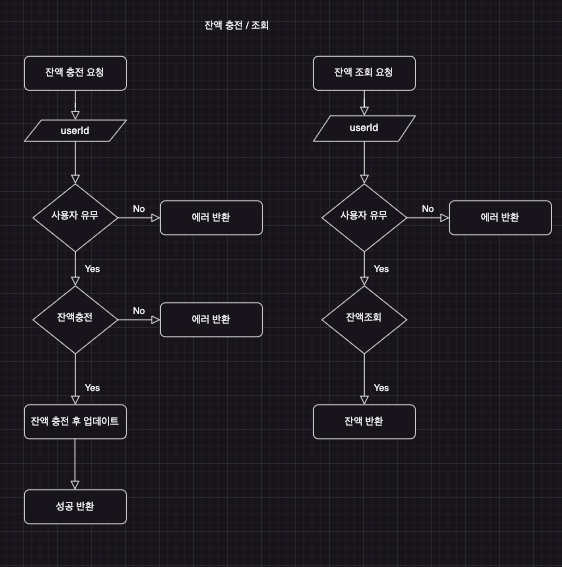 잔액 충전 / 조회
잔액 충전 요청
userId
사용자 유무
No
에러 반환
Yes
잔액충전
No
에러 반환
Yes
잔액 충전 후 업데이트
성공 반환
잔액 조회 요청
userId
사용자 유무
No
에러 반환
Yes
잔액조회
Yes
잔액 반환